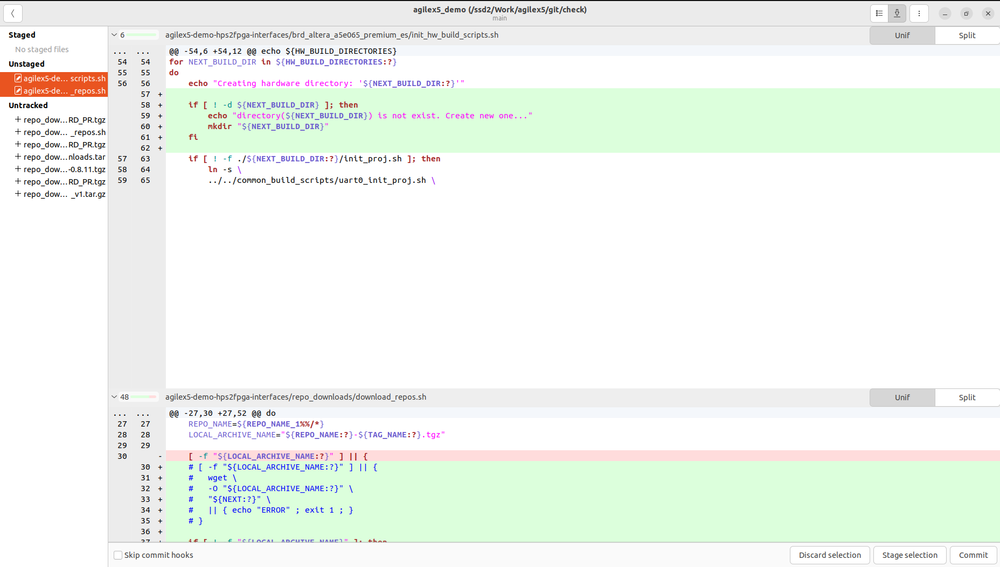 agilex5_demo (/ssd2/Work/agilex5/git/check)
main
Staged
No staged files
Unstaged
agilex5-de... scripts.sh
agilex5-de... _repos.sh
Untracked
repo_dow...RD_PR.tgz
repo_dow... _repos.sh
repo_dow...RD_PR.tgz
repo_dow...nloads.tar
repo_dow...-0.8.11.tgz
repo_dow...RD_PR.tgz
repo_dow... _v1.tar.gz
6 agilex5-demo-hps2fpga-interfaces/brd_altera_a5e065_premium_es/init_hw_build_scripts.sh Unif Split
... ... @@ -54,6 +54,12 @@ echo ${HW_BUILD_DIRECTORIES}
54 54 for NEXT_BUILD_DIR in ${HW_BUILD_DIRECTORIES:?}
55 55 do
56 56 echo "Creating hardware directory: '${NEXT_BUILD_DIR:?}'"
57 +
58 + if [ ! -d ${NEXT_BUILD_DIR} ]; then
59 + echo "directory(${NEXT_BUILD_DIR}) is not exist. Create new one..."
60 + mkdir "${NEXT_BUILD_DIR}"
61 + fi
62 +
57 63 if [ ! -f ./${NEXT_BUILD_DIR:?}/init_proj.sh ]; then
58 64 ln -s \
59 65 ../../common_build_scripts/uart0_init_proj.sh \
48 agilex5-demo-hps2fpga-interfaces/repo_downloads/download_repos.sh Unif Split
... ... @@ -27,30 +27,52 @@ do
27 27 REPO_NAME=${REPO_NAME_1%%/*}
28 28 LOCAL_ARCHIVE_NAME="${REPO_NAME:?}-${TAG_NAME:?}.tgz"
29 29
30 - [ -f "${LOCAL_ARCHIVE_NAME:?}" ] || {
30 + # [ -f "${LOCAL_ARCHIVE_NAME:?}" ] || {
31 + # wget \
32 + # -O "${LOCAL_ARCHIVE_NAME:?}" \
33 + # "${NEXT:?}" \
34 + # || { echo "ERROR" ; exit 1 ; }
35 + # }
36 +
37 + if [ ! -f "${LOCAL_ARCHIVE_NAME}" ]; then
Skip commit hooks
Discard selection Stage selection Commit